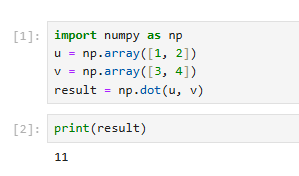 [1]: import numpy as np
u = np.array([1, 2])
v = np.array([3, 4])
result = np.dot(u, v)
[2]: print(result)
11